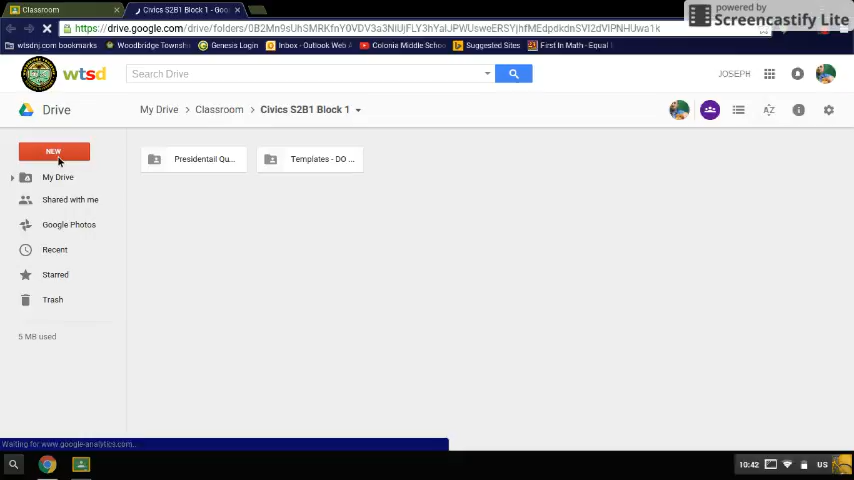 Classroom
Civics S2B1 Block 1 - Goo
powered by
Screencastify Lite
https://drive.google.com/drive/folders/
wtsdnj.com bookmarks
Woodbridge Townsh
Genesis Login
Inbox - Outlook Web A
Colonia Middle Schoo
Suggested Sites
First In Math - Equal
wtsd
Search Drive
JOSEPH
Drive
My Drive > Classroom > Civics S2B1 Block 1
NEW
Presidentail Qu...
Templates - DO ...
My Drive
Shared with me
Google Photos
Recent
Starred
Trash
5 MB used
Waiting for www.google-analytics.com...
10:42
US